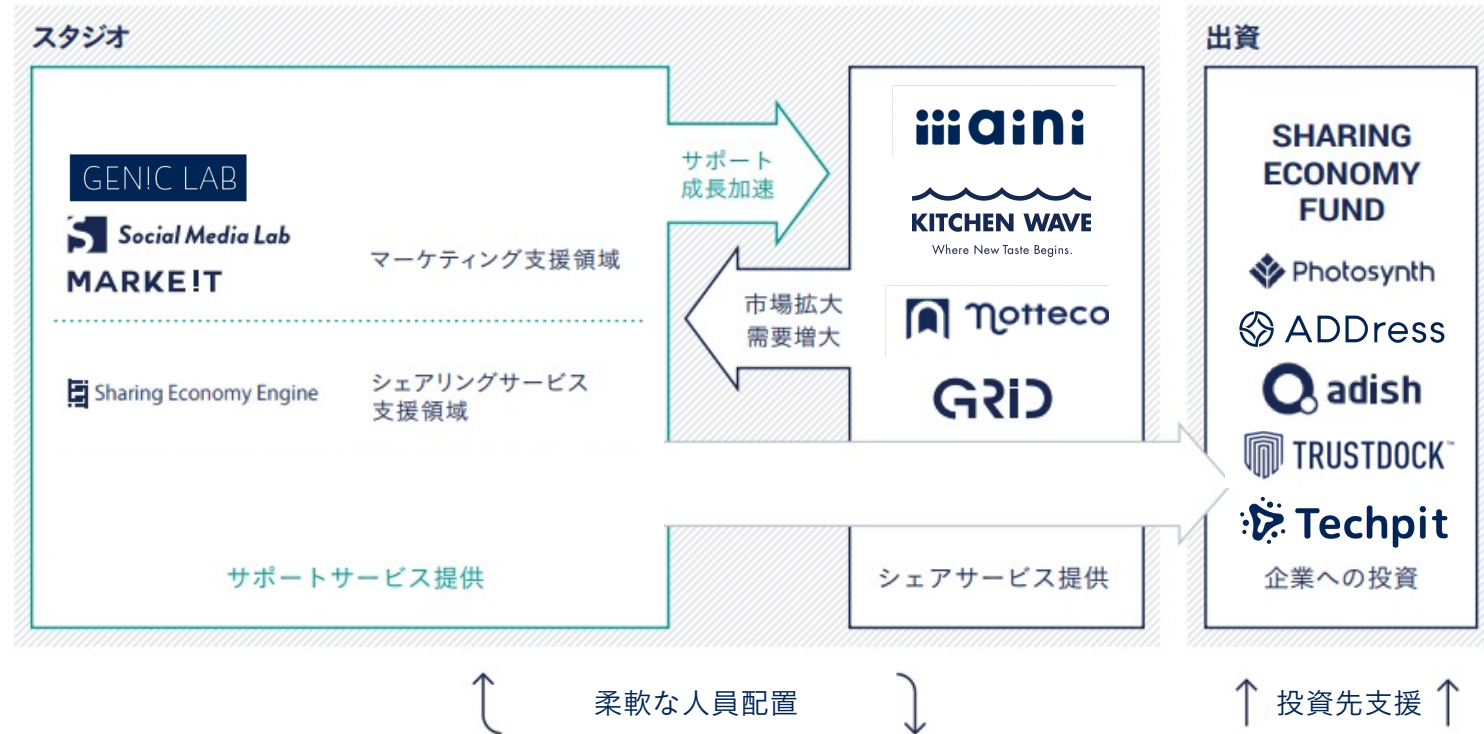 スタジオ
GEN!C LAB
Social Media Lab
MARKE!T
マーケティング支援領域
Sharing Economy Engine
シェアリングサービス
支援領域
サポートサービス提供
サポート
成長加速
市場拡大
需要増大
aini
KITCHEN WAVE
Where New Taste Begins.
notteco
GRiD
シェアサービス提供
出資
SHARING
ECONOMY
FUND
Photosynth
ADDress
adish
TRUSTDOCK™
Techpit
企業への投資
柔軟な人員配置
投資先支援